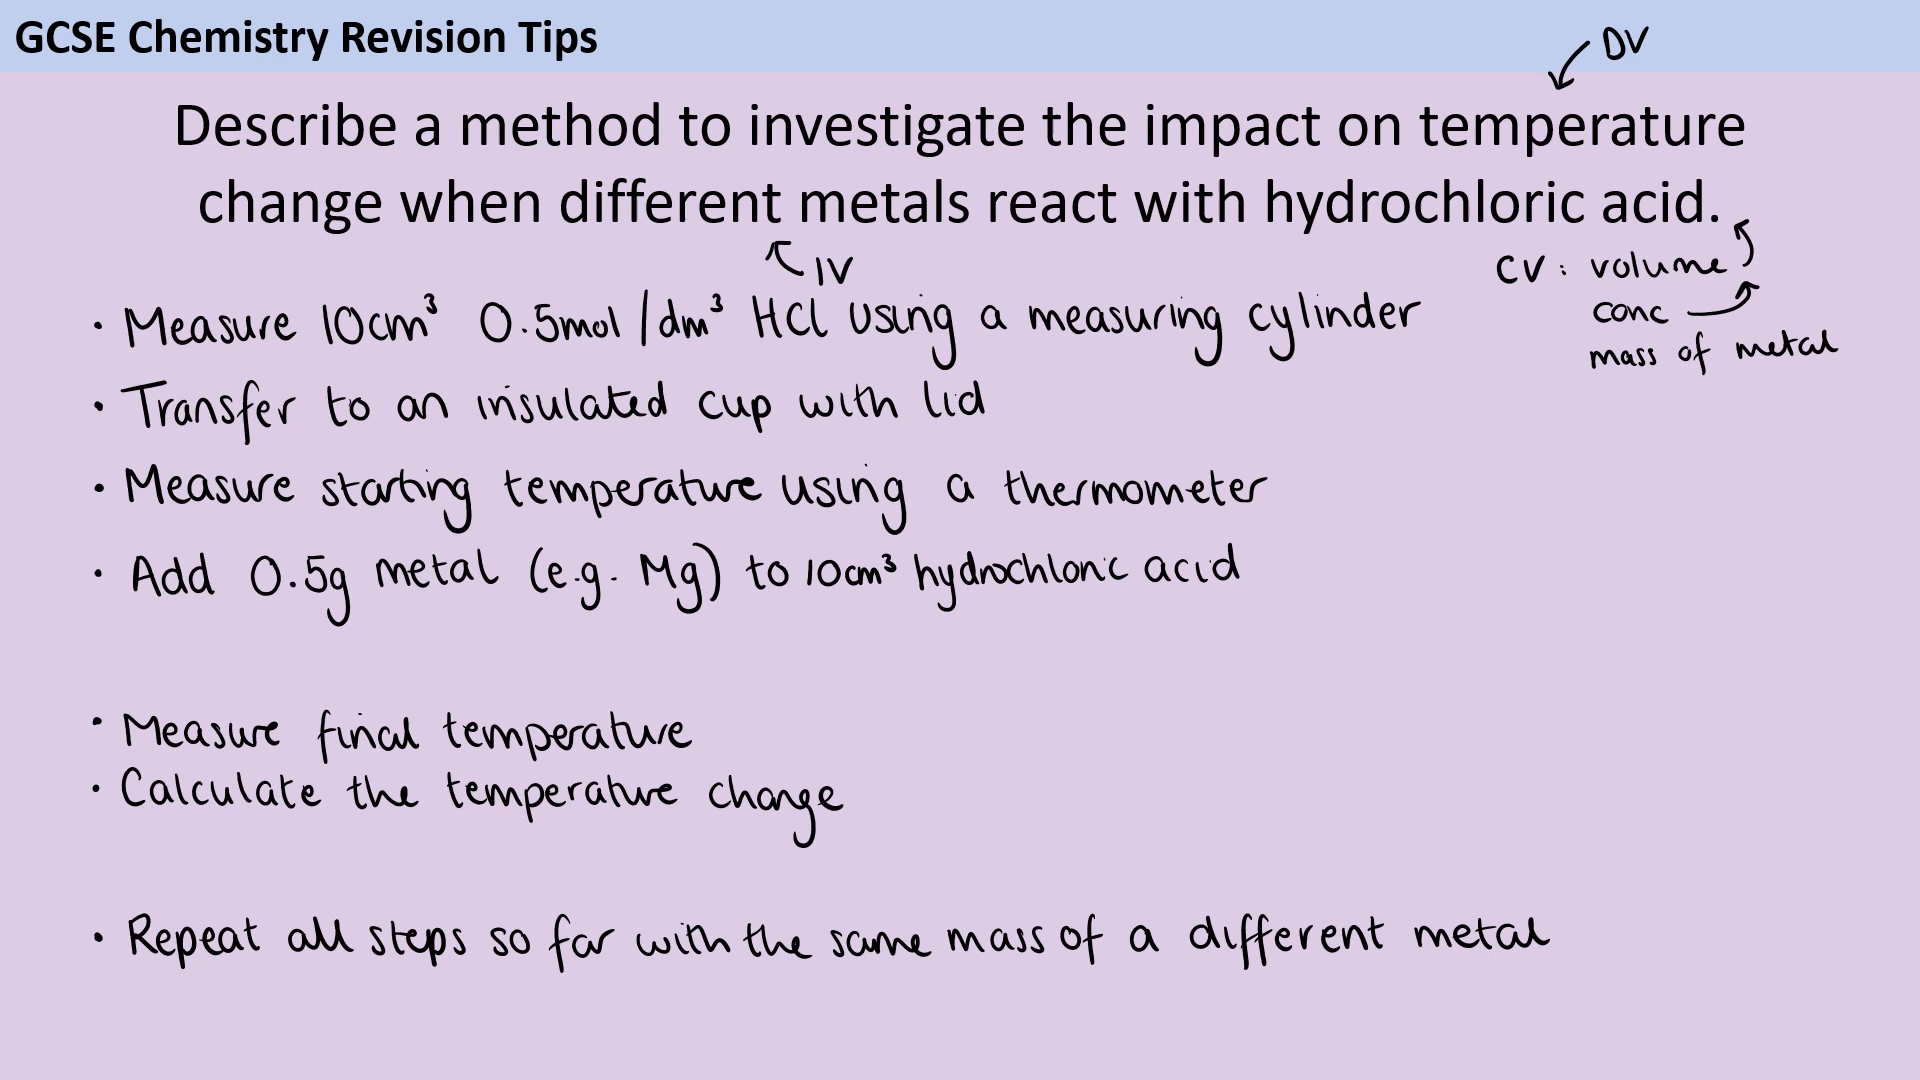 GCSE Chemistry Revision Tips
DV
Describe a method to investigate the impact on temperature
change when different metals react with hydrochloric acid.
IV
CV: volume
conc
mass of metal
• Measure 10cm³ 0.5mol/dm³ HCl using a measuring cylinder
• Transfer to an insulated cup with lid
• Measure starting temperature using a thermometer
• Add 0.5g metal (e.g. Mg) to 10cm³ hydrochloric acid
• Measure final temperature
• Calculate the temperature change
• Repeat all steps so far with the same mass of a different metal